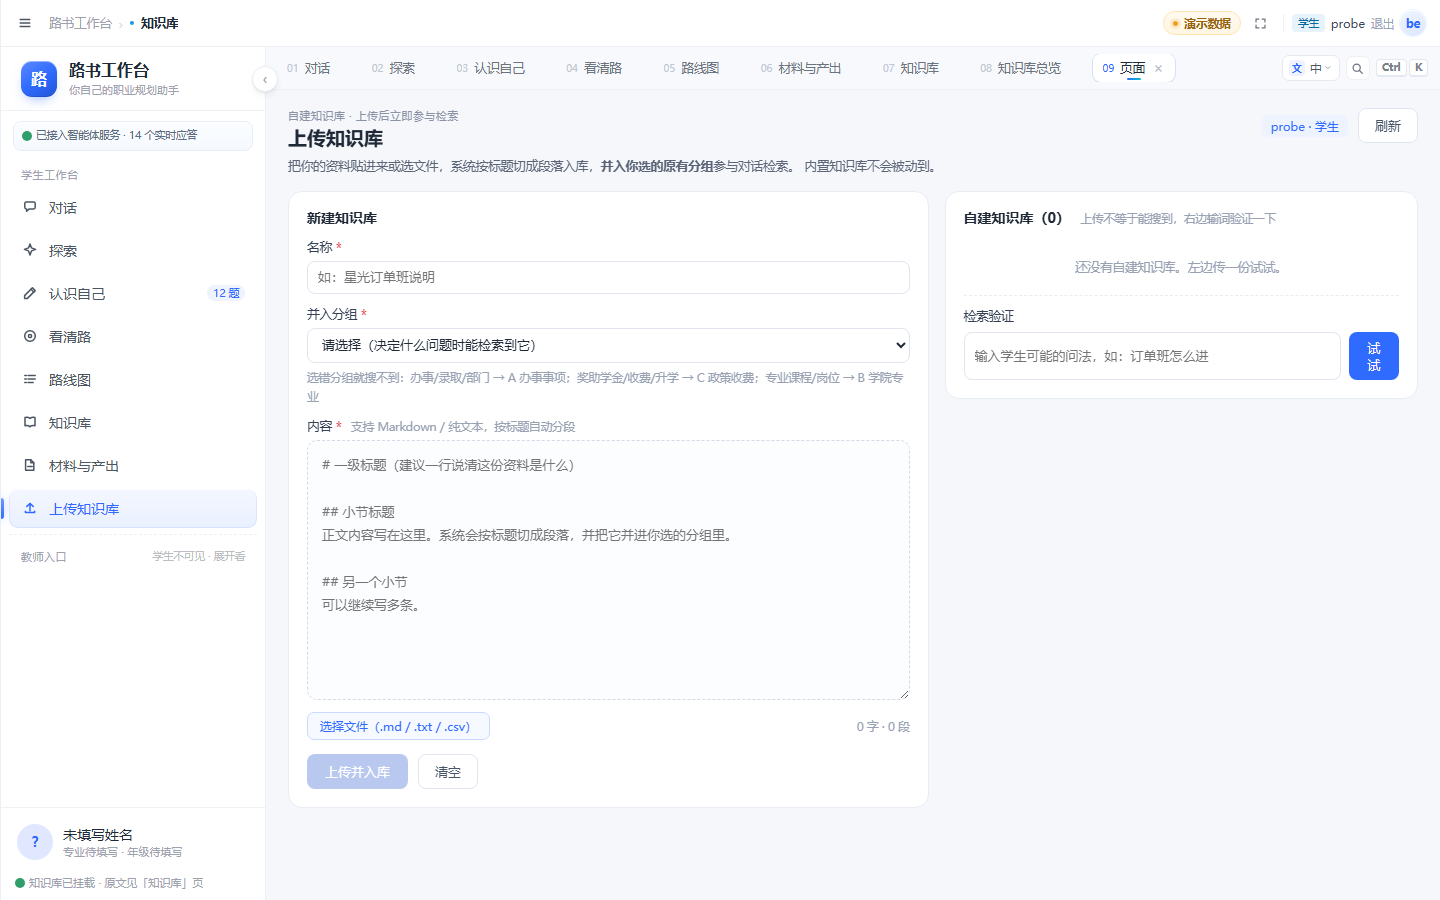 路书工作台 › 知识库
演示数据
学生 probe 退出 be
路 路书工作台
你自己的职业规划助手
01 对话 02 探索 03 认识自己 04 看清路 05 路线图 06 材料与产出 07 知识库 08 知识库总览 09 页面 ×
文 中 Ctrl K
已接入智能体服务 · 14 个实时应答
学生工作台
对话
探索
认识自己 12 题
看清路
路线图
知识库
材料与产出
上传知识库
教师入口 学生不可见 · 展开看
? 未填写姓名
专业待填写 · 年级待填写
知识库已挂载 · 原文见「知识库」页
自建知识库 · 上传后立即参与检索
上传知识库
把你的资料贴进来或选文件，系统按标题切成段落入库，并入你选的原有分组参与对话检索。 内置知识库不会被动到。
probe · 学生 刷新
新建知识库
名称 *
如：星光订单班说明
并入分组 *
请选择（决定什么问题时能检索到它）
选错分组就搜不到：办事/录取/部门 → A 办事事项；奖助学金/收费/升学 → C 政策收费；专业课程/岗位 → B 学院专
业
内容 * 支持 Markdown / 纯文本，按标题自动分段
# 一级标题（建议一行说清这份资料是什么）
## 小节标题
正文内容写在这里。系统会按标题切成段落，并把它并进你选的分组里。
## 另一个小节
可以继续写多条。
选择文件（.md / .txt / .csv） 0 字 · 0 段
上传并入库 清空
自建知识库（0） 上传不等于能搜到，右边输词验证一下
还没有自建知识库。左边传一份试试。
检索验证
输入学生可能的问法，如：订单班怎么进
试
试